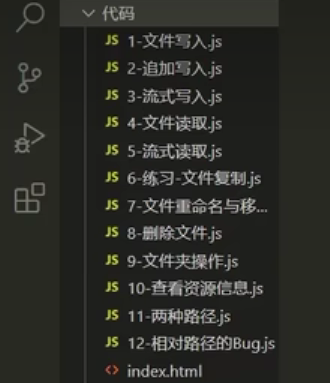 代码
JS 1-文件写入.js
JS 2-追加写入.js
JS 3-流式写入.js
JS 4-文件读取.js
JS 5-流式读取.js
JS 6-练习-文件复制.js
JS 7-文件重命名与移...
JS 8-删除文件.js
JS 9-文件夹操作.js
JS 10-查看资源信息.js
JS 11-两种路径.js
JS 12-相对路径的Bug.js
<> index.html